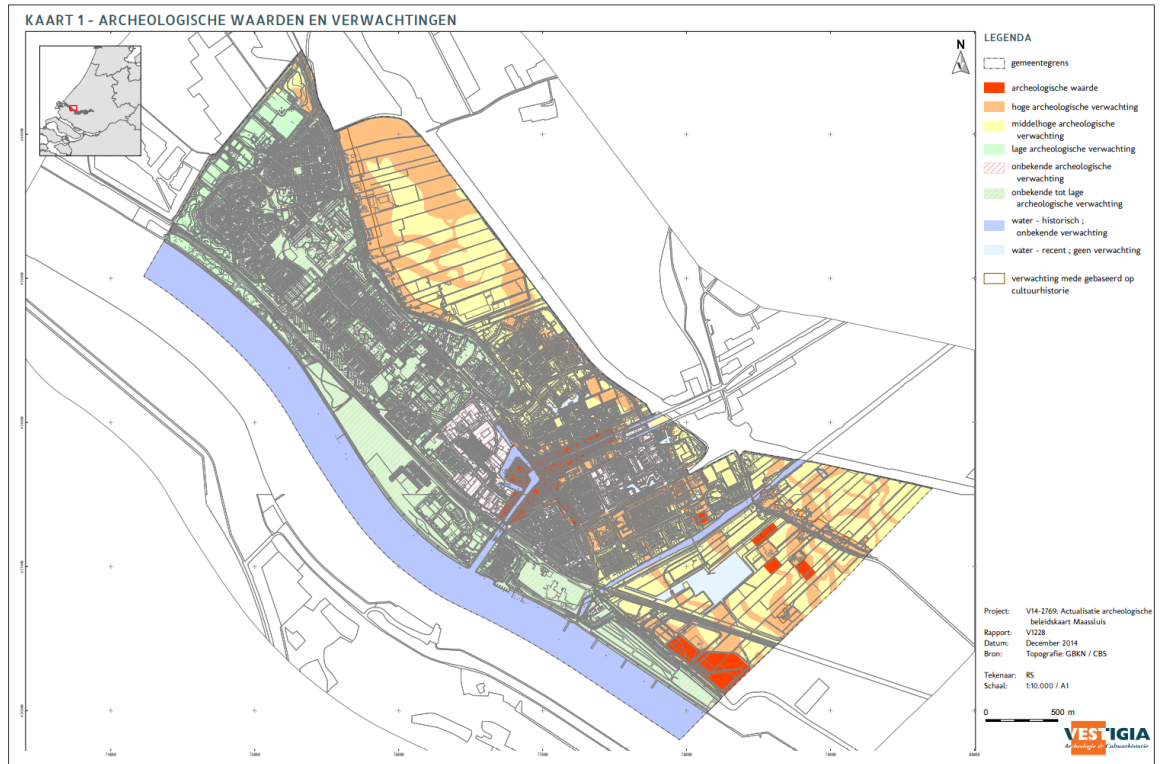 KAART 1 - ARCHEOLOGISCHE WAARDEN EN VERWACHTINGEN
N
LEGENDA
gemeentegrens
archeologische waarde
hoge archeologische verwachting
middelhoge archeologische
verwachting
lage archeologische verwachting
onbekende archeologische
verwachting
onbekende tot lage
archeologische verwachting
water - historisch ;
onbekende verwachting
water - recent ; geen verwachting
verwachting mede gebaseerd op
cultuurhistorie
Project: V14-2769: Actualisatie archeologische
beleidskaart Maassluis
Rapport: V1228
Datum: December 2014
Bron: Topografie: GBKN / CBS
Tekenaar: RS
Schaal: 1:10.000 / A1
0 500 m
VESTIGIA
Archeologie & Cultuurhistorie